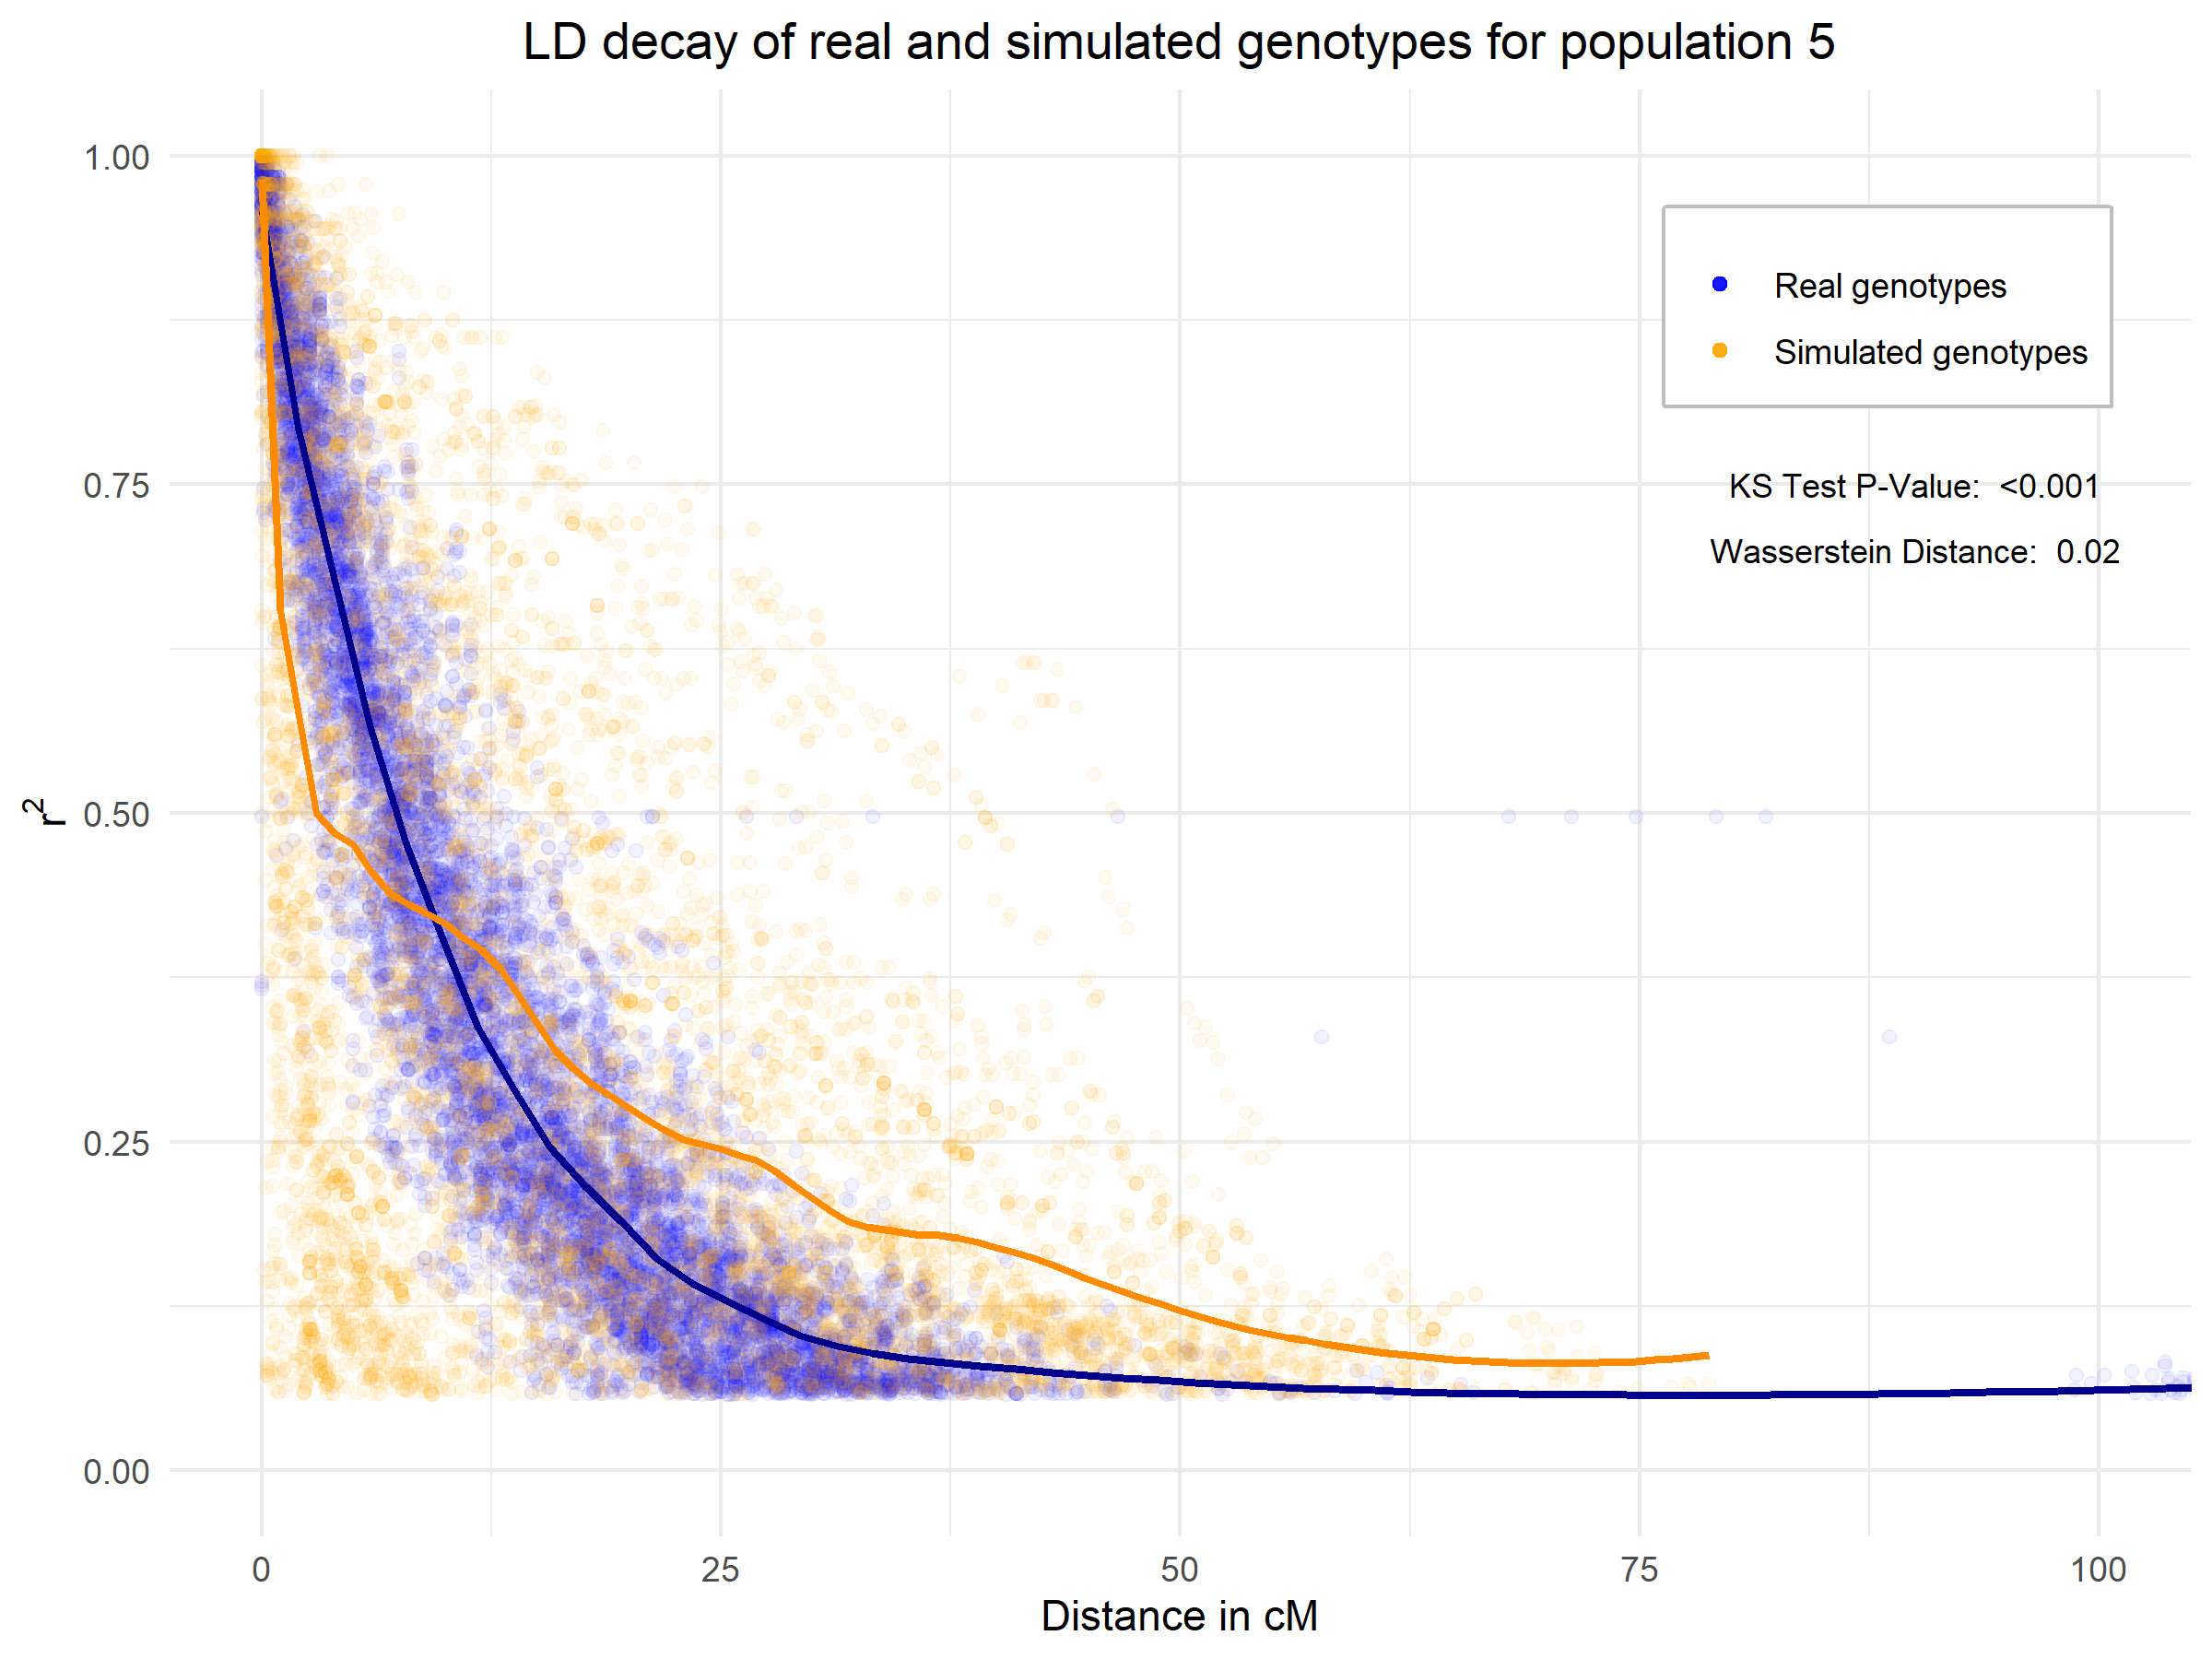 LD decay of real and simulated genotypes for population 5
1.00
0.75
0.50
0.25
0.00
r²
Real genotypes
Simulated genotypes
KS Test P-Value: <0.001
Wasserstein Distance: 0.02
0 25 50 75 100
Distance in cM